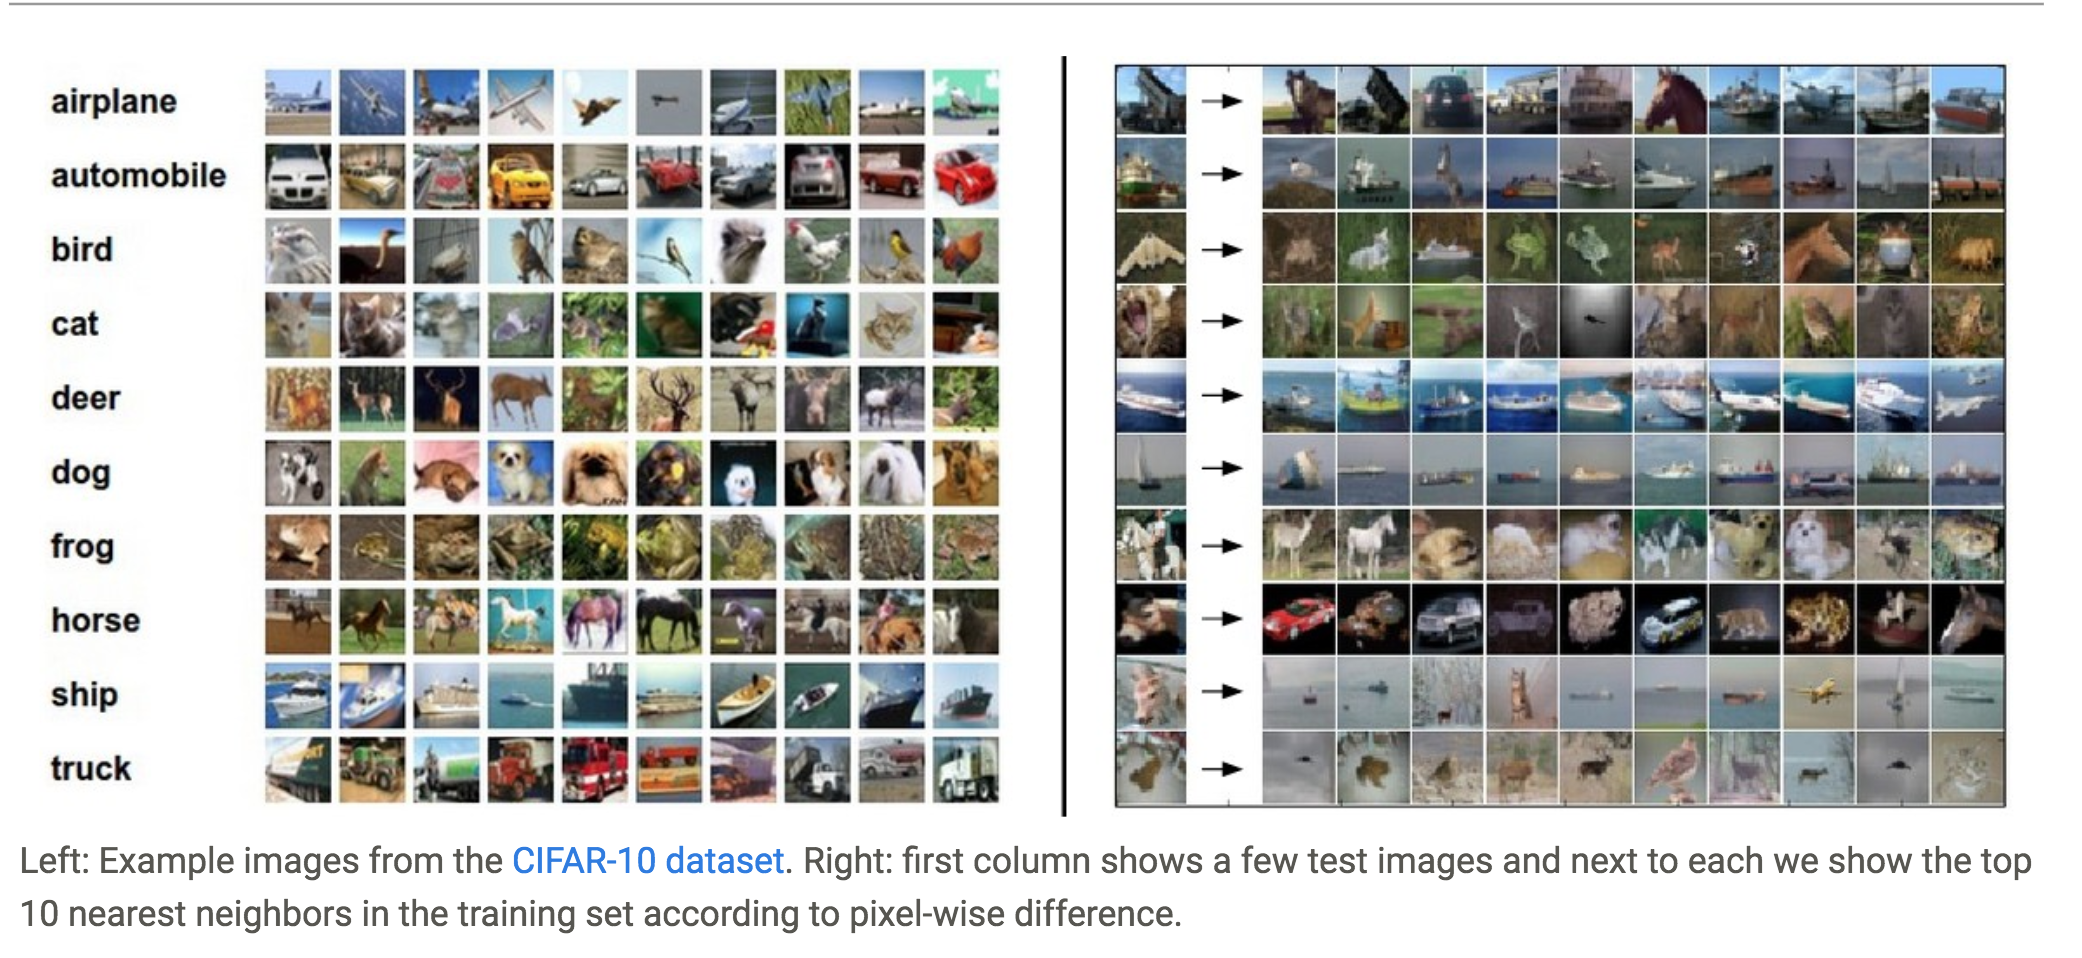 airplane
automobile
bird
cat
deer
dog
frog
horse
ship
truck
Left: Example images from the CIFAR-10 dataset. Right: first column shows a few test images and next to each we show the top
10 nearest neighbors in the training set according to pixel-wise difference.